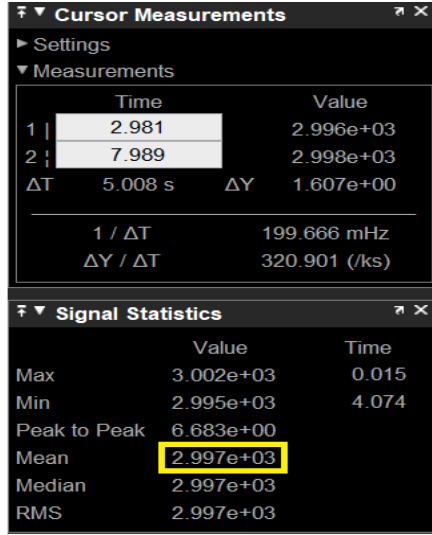 Cursor Measurements
Settings
Measurements
Time Value
1 | 2.981 2.996e+03
2 ¦ 7.989 2.998e+03
ΔT 5.008 s ΔY 1.607e+00
1 / ΔT 199.666 mHz
ΔY / ΔT 320.901 (/ks)
Signal Statistics
Value Time
Max 3.002e+03 0.015
Min 2.995e+03 4.074
Peak to Peak 6.683e+00
Mean 2.997e+03
Median 2.997e+03
RMS 2.997e+03